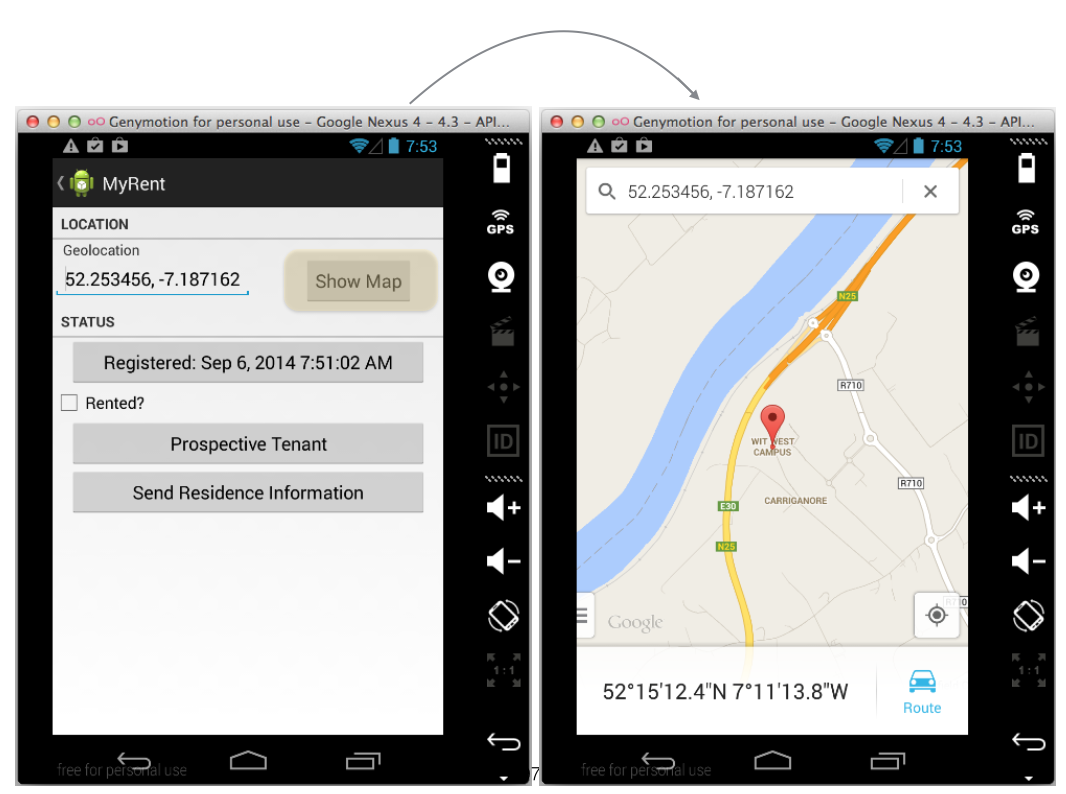 Genymotion for personal use – Google Nexus 4 – 4.3 – API...
7:53
MyRent
LOCATION
Geolocation
52.253456, -7.187162
Show Map
STATUS
Registered: Sep 6, 2014 7:51:02 AM
Rented?
Prospective Tenant
Send Residence Information
free for personal use
GPS
ID
1:1
7
Genymotion for personal use – Google Nexus 4 – 4.3 – API...
7:53
52.253456, -7.187162
N25
R710
WIT WEST
CAMPUS
R710
CARRIGANORE
E30
N25
R710
Google
52°15'12.4"N 7°11'13.8"W
Route
free for personal use
GPS
ID
1:1